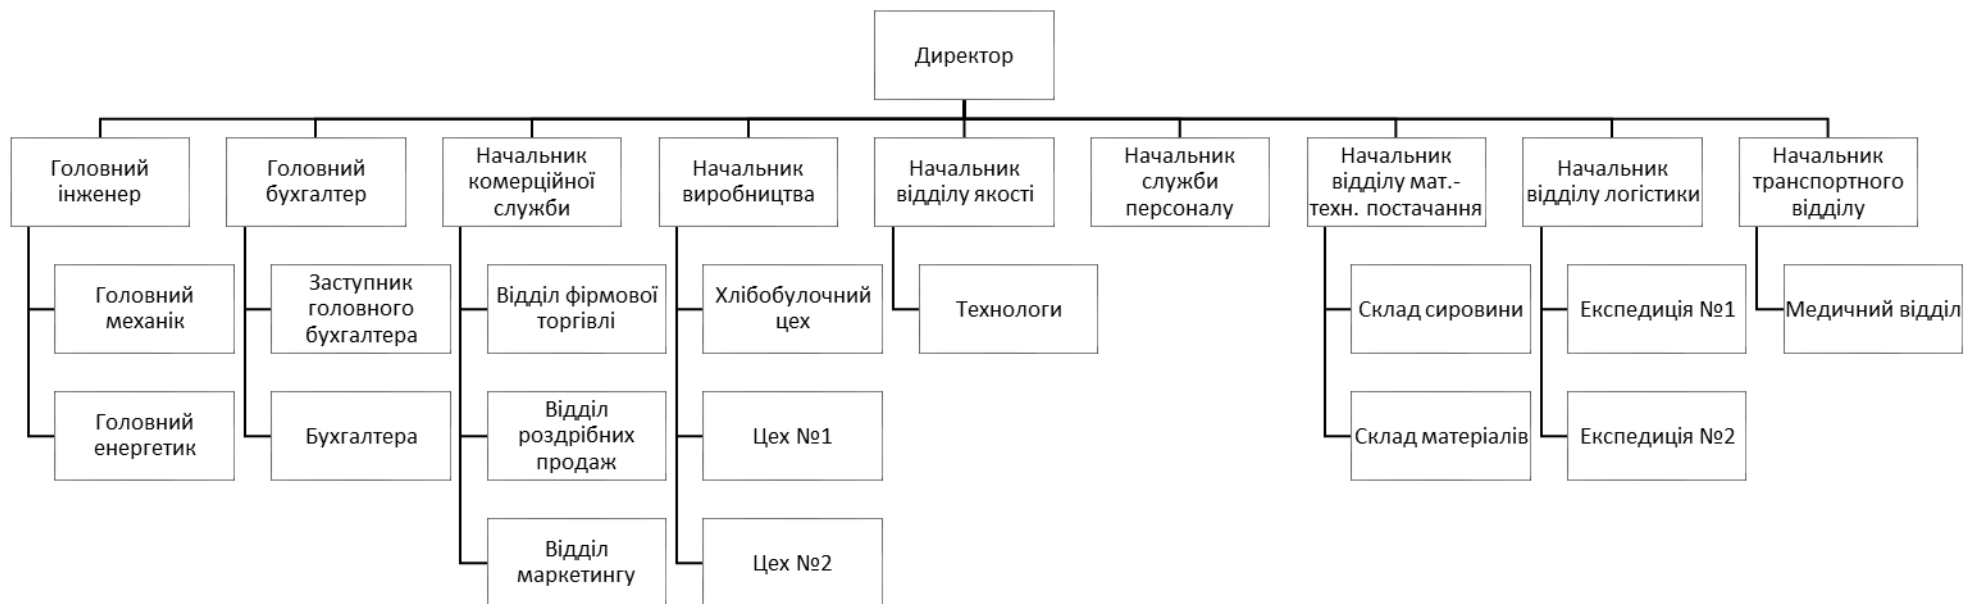 Директор
Головний
інженер
Головний
бухгалтер
Начальник
комерційної
служби
Начальник
виробництва
Начальник
відділу якості
Начальник
служби
персоналу
Начальник
відділу мат.-
техн. постачання
Начальник
відділу логістики
Начальник
транспортного
відділу
Головний
механік
Заступник
головного
бухгалтера
Відділ фірмової
торгівлі
Хлібобулочний
цех
Технологи
Склад сировини
Експедиція №1
Медичний відділ
Головний
енергетик
Бухгалтера
Відділ
роздрібних
продаж
Цех №1
Склад матеріалів
Експедиція №2
Відділ
маркетингу
Цех №2